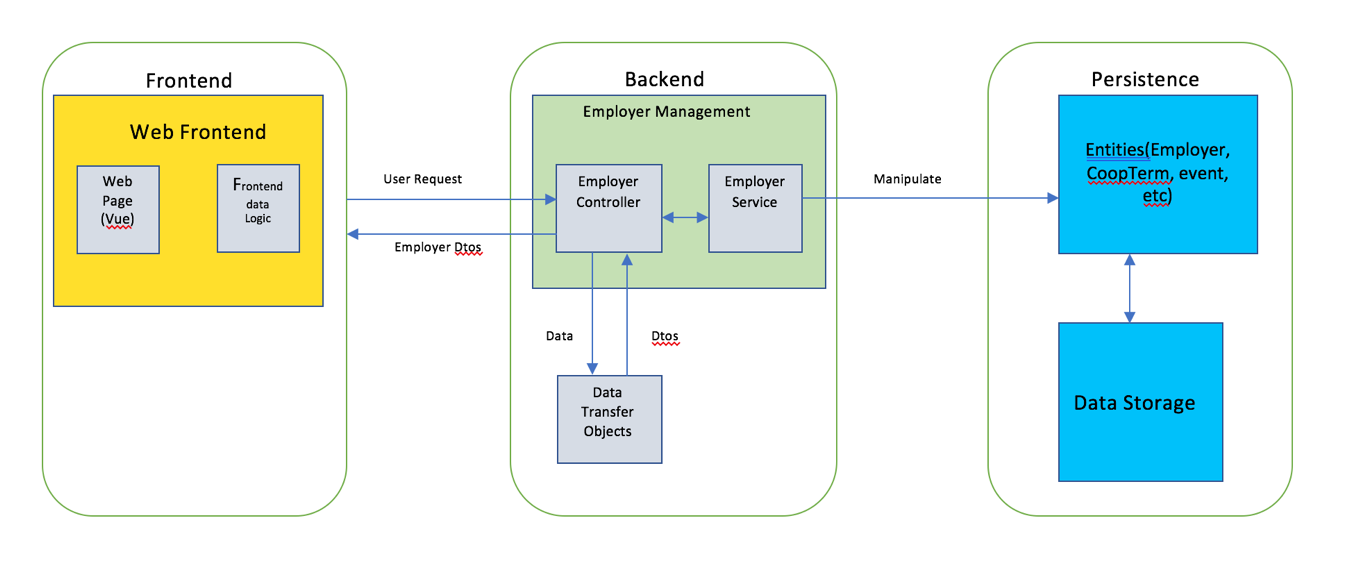 Frontend
Web Frontend
Web
Page
(Vue)
Frontend
data
Logic
User Request
Employer Dtos
Backend
Employer Management
Employer
Controller
Employer
Service
Data
Dtos
Data
Transfer
Objects
Manipulate
Persistence
Entities(Employer,
CoopTerm, event,
etc)
Data Storage